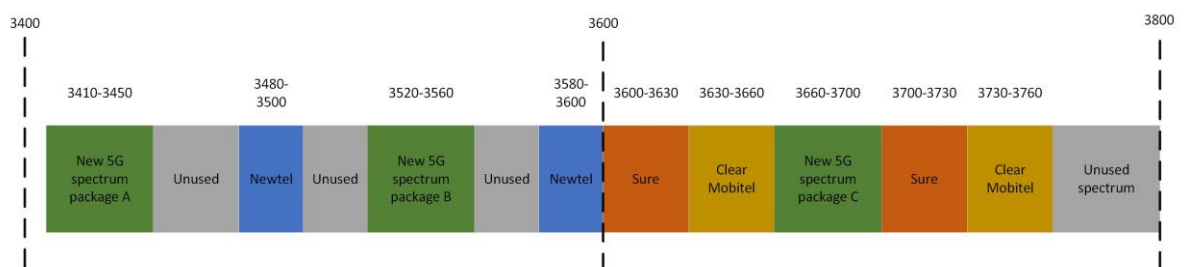 3400
3600
3800
3410-3450
3480-
3500
3520-3560
3580-
3600
3600-3630
3630-3660
3660-3700
3700-3730
3730-3760
New 5G
spectrum
package A
Unused
Newtel
Unused
New 5G
spectrum
package B
Unused
Newtel
Sure
Clear
Mobitel
New 5G
spectrum
package C
Sure
Clear
Mobitel
Unused
spectrum